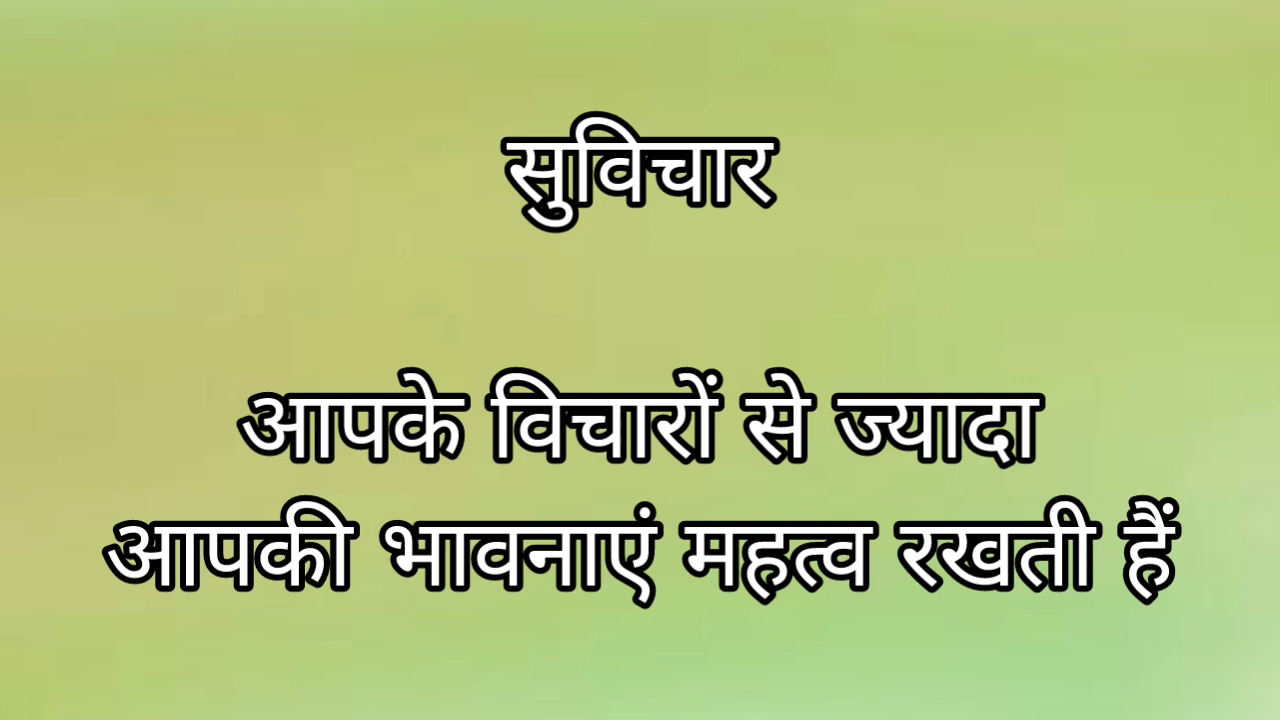 सुविचार
आपके विचारों से ज्यादा
आपकी भावनाएं महत्व रखती हैं